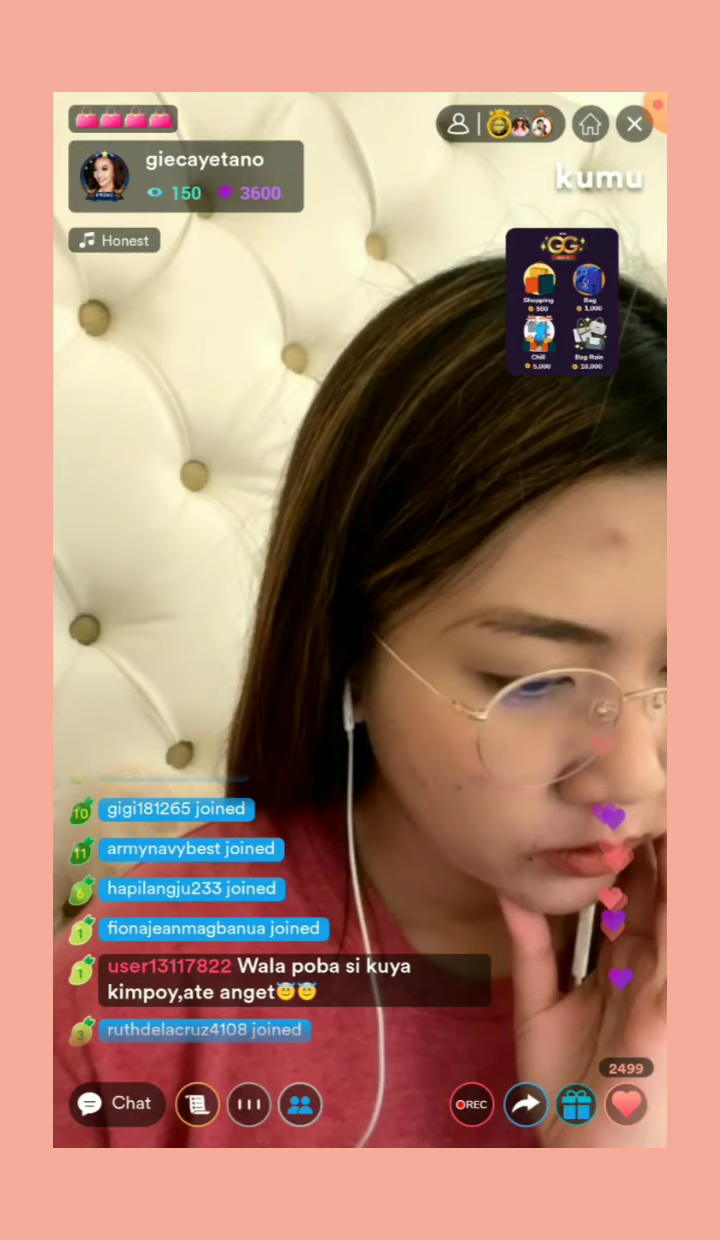 giecayetano
150 3600
kumu
Honest
GG
Shopping
500
Bag
1,000
Chill
5,000
Bag Rain
10,000
10 gigi181265 joined
11 armynavybest joined
6 hapilangju233 joined
1 fionajeanmagbanua joined
1 user13117822 Wala poba si kuya
kimpoy,ate anget😇😇
3 ruthdelacruz4108 joined
2499
Chat
REC